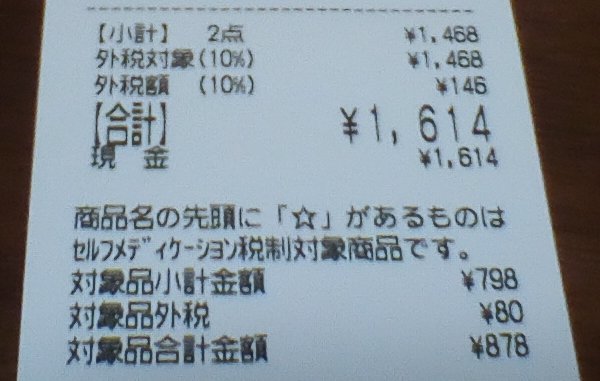 【小計】 2点 ¥1,468
外税対象(10%) ¥1,468
外税額 (10%) ¥146
【合計】 ¥1,614
現 金 ¥1,614
商品名の先頭に「☆」があるものは
セルフメディケーション税制対象商品です。
対象品小計金額 ¥798
対象品外税 ¥80
対象品合計金額 ¥878